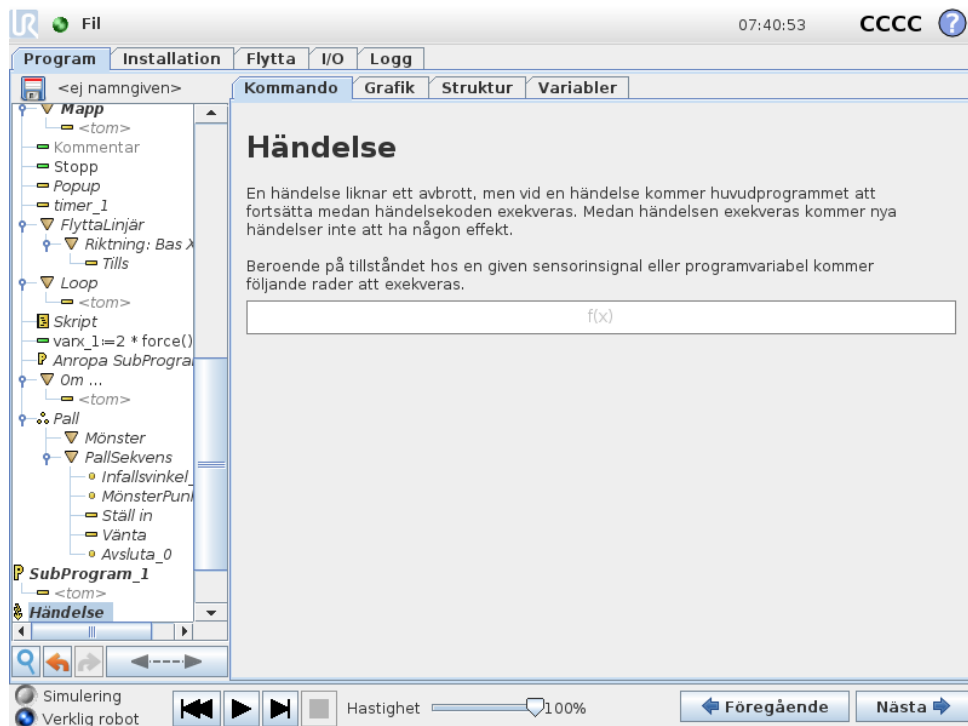 UR Fil 07:40:53 CCCC ?
Program Installation Flytta I/O Logg
<ej namngiven>
Kommando Grafik Struktur Variabler
Mapp
<tom>
Kommentar
Stopp
Popup
timer_1
FlyttaLinjär
Riktning: Bas X
Tills
Loop
<tom>
Skript
varx_1:=2 * force()
Anropa SubProgra
Om ...
<tom>
Pall
Mönster
PallSekvens
Infallsvinkel_
MönsterPunk
Ställ in
Vänta
Avsluta_0
SubProgram_1
<tom>
Händelse
Händelse
En händelse liknar ett avbrott, men vid en händelse kommer huvudprogrammet att
fortsätta medan händelsekoden exekveras. Medan händelsen exekveras kommer nya
händelser inte att ha någon effekt.
Beroende på tillståndet hos en given sensorinsignal eller programvariabel kommer
följande rader att exekveras.
f(x)
Simulering
Verklig robot
Hastighet 100%
Föregående Nästa